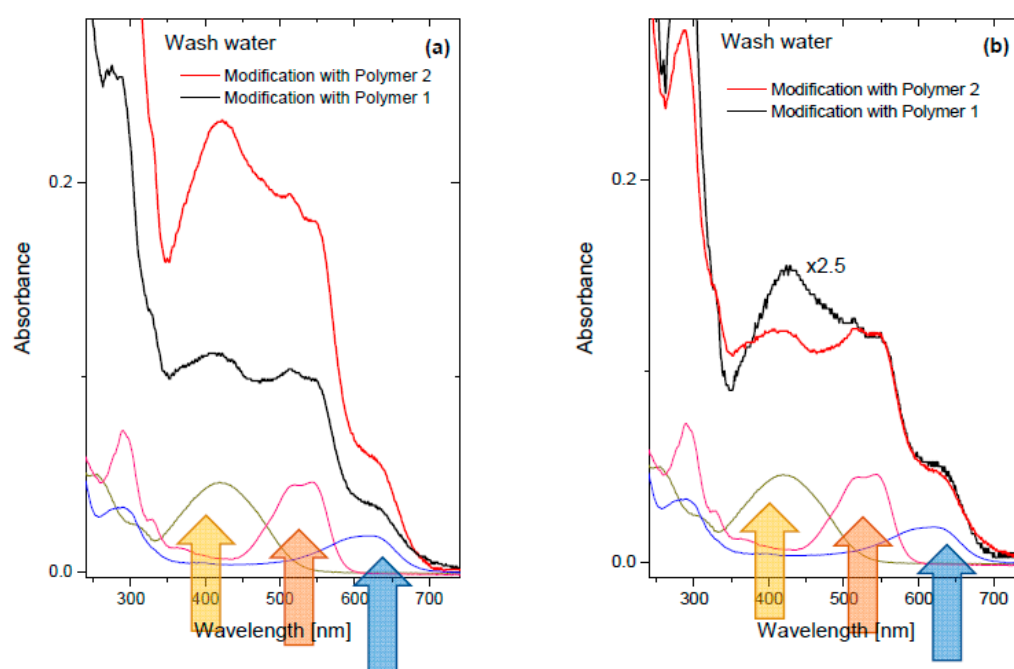 Wash water
(a)
Modification with Polymer 2
Modification with Polymer 1
Absorbance
0.2
0.0
300 400 500 600 700
Wavelength [nm]
Wash water
(b)
Modification with Polymer 2
Modification with Polymer 1
x2.5
Absorbance
0.2
0.0
300 400 500 600 700
Wavelength [nm]